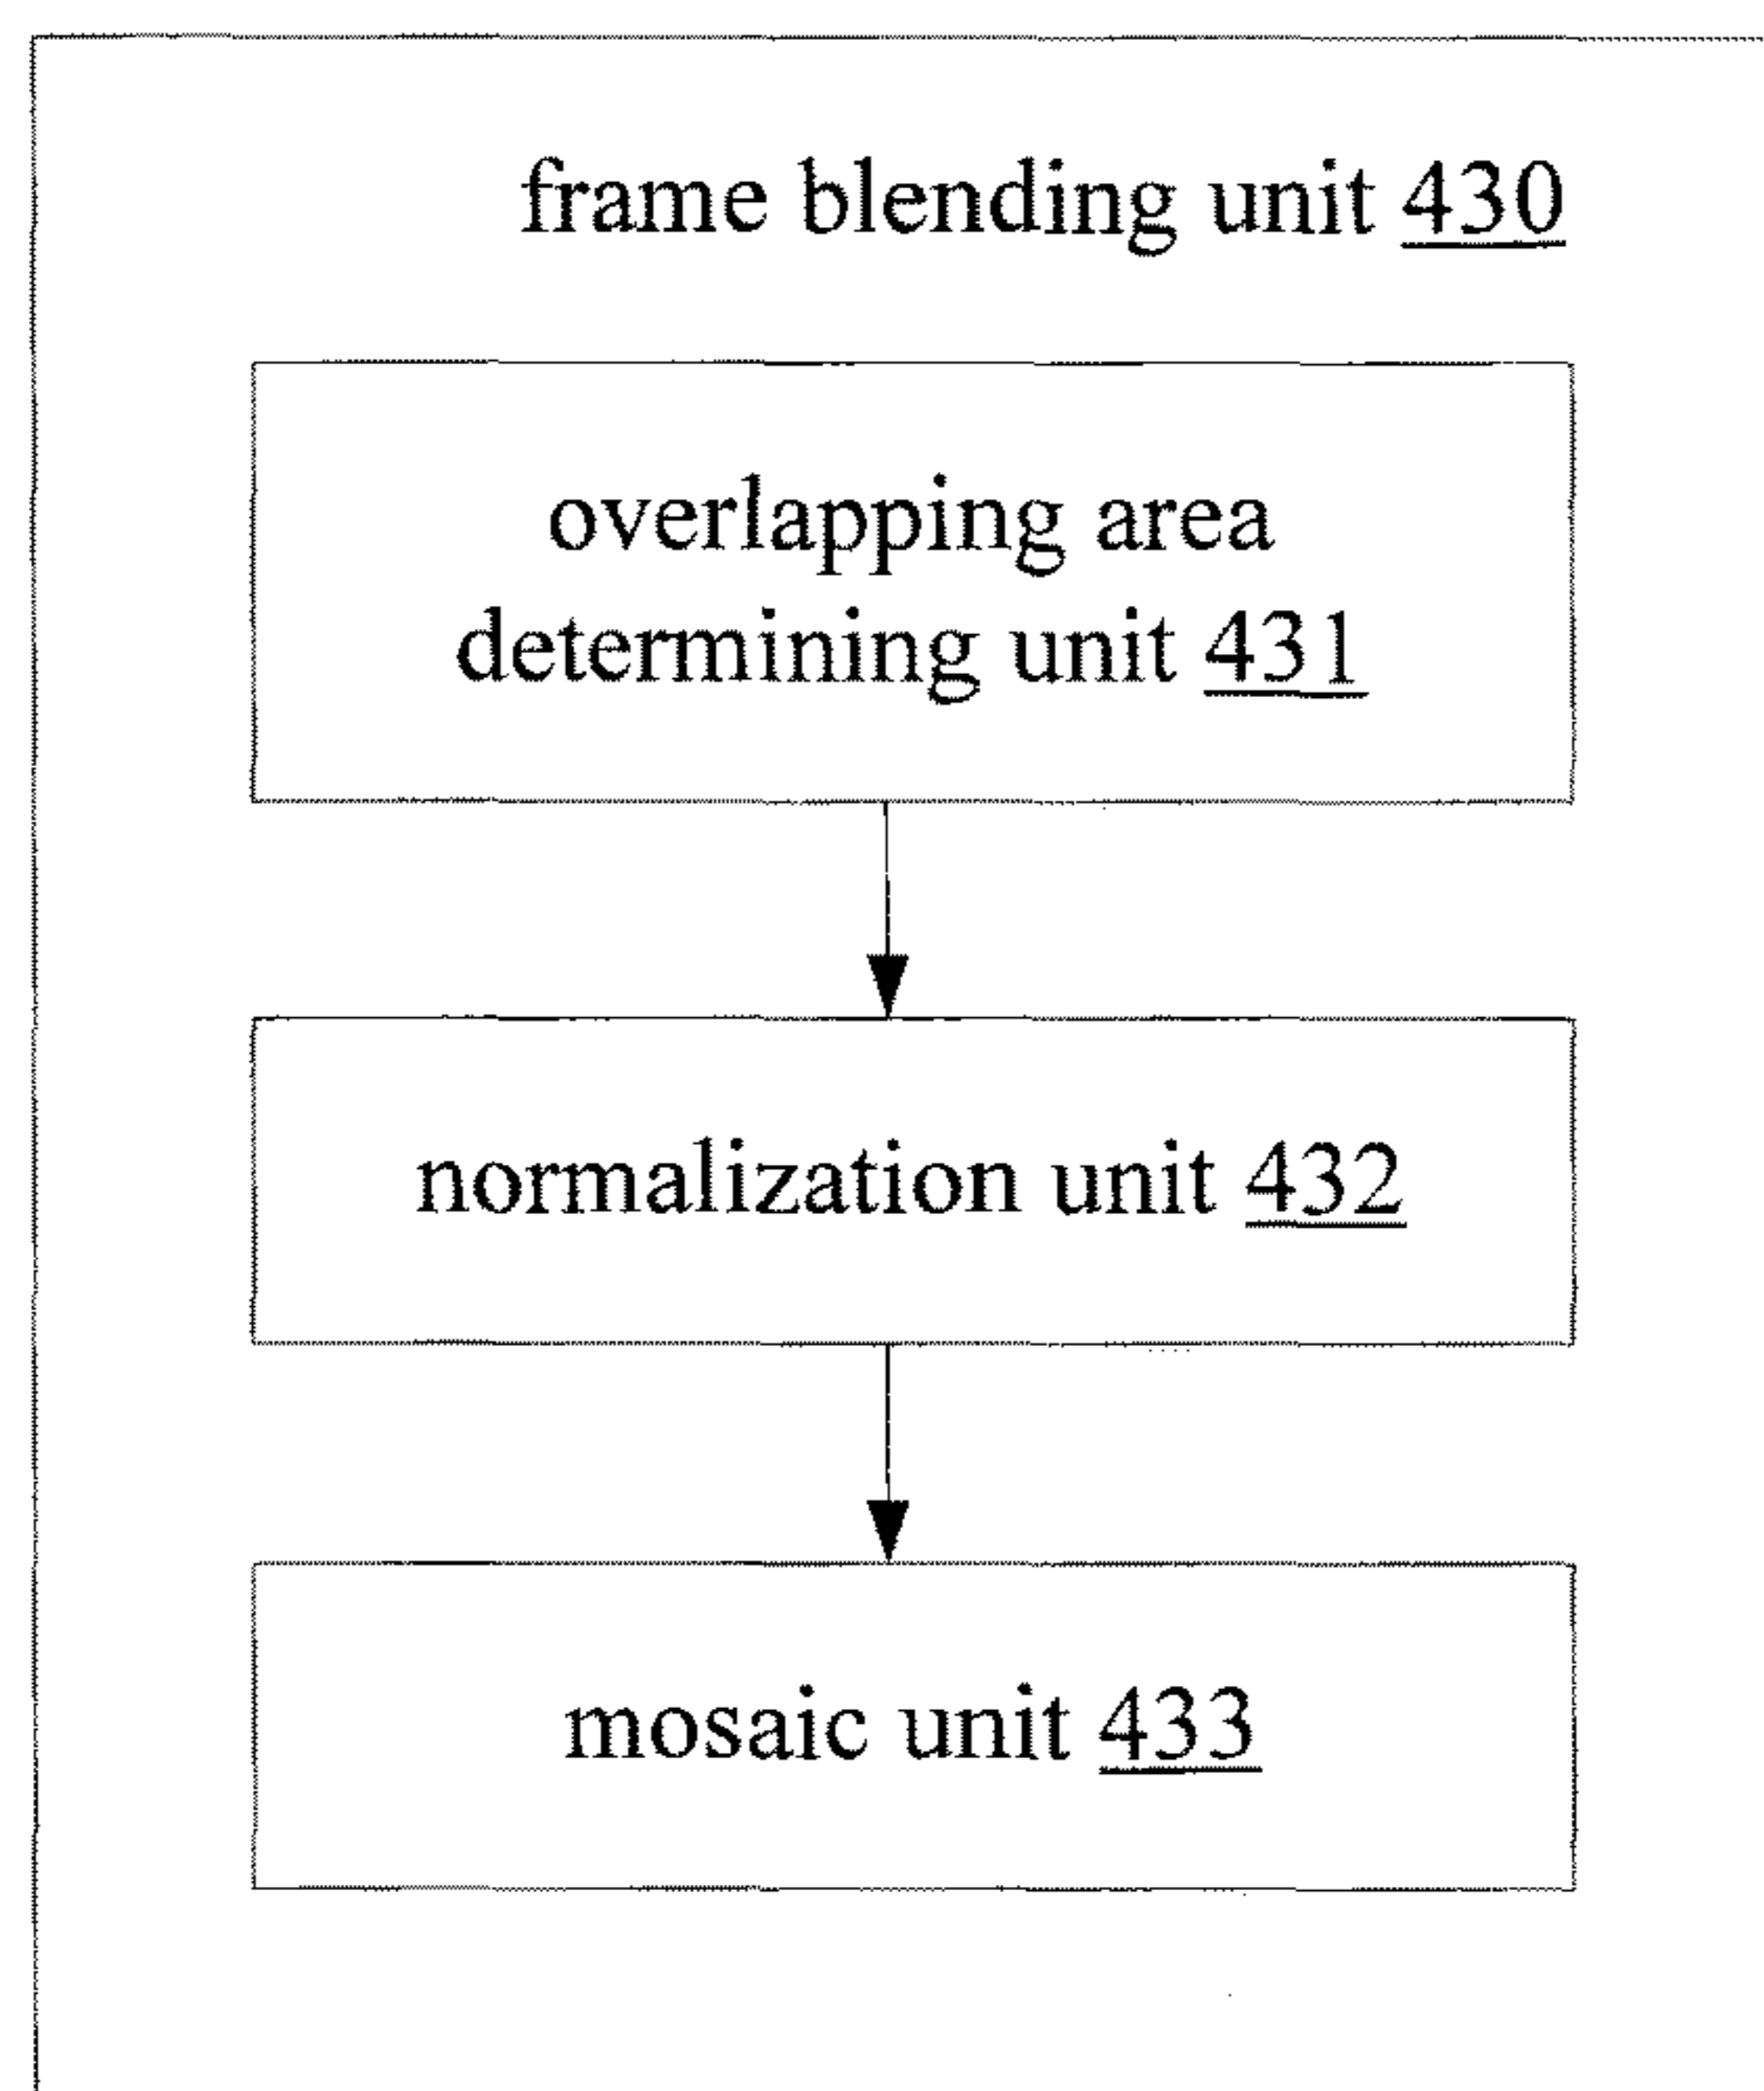 frame blending unit 430
overlapping area
determining unit 431
normalization unit 432
mosaic unit 433